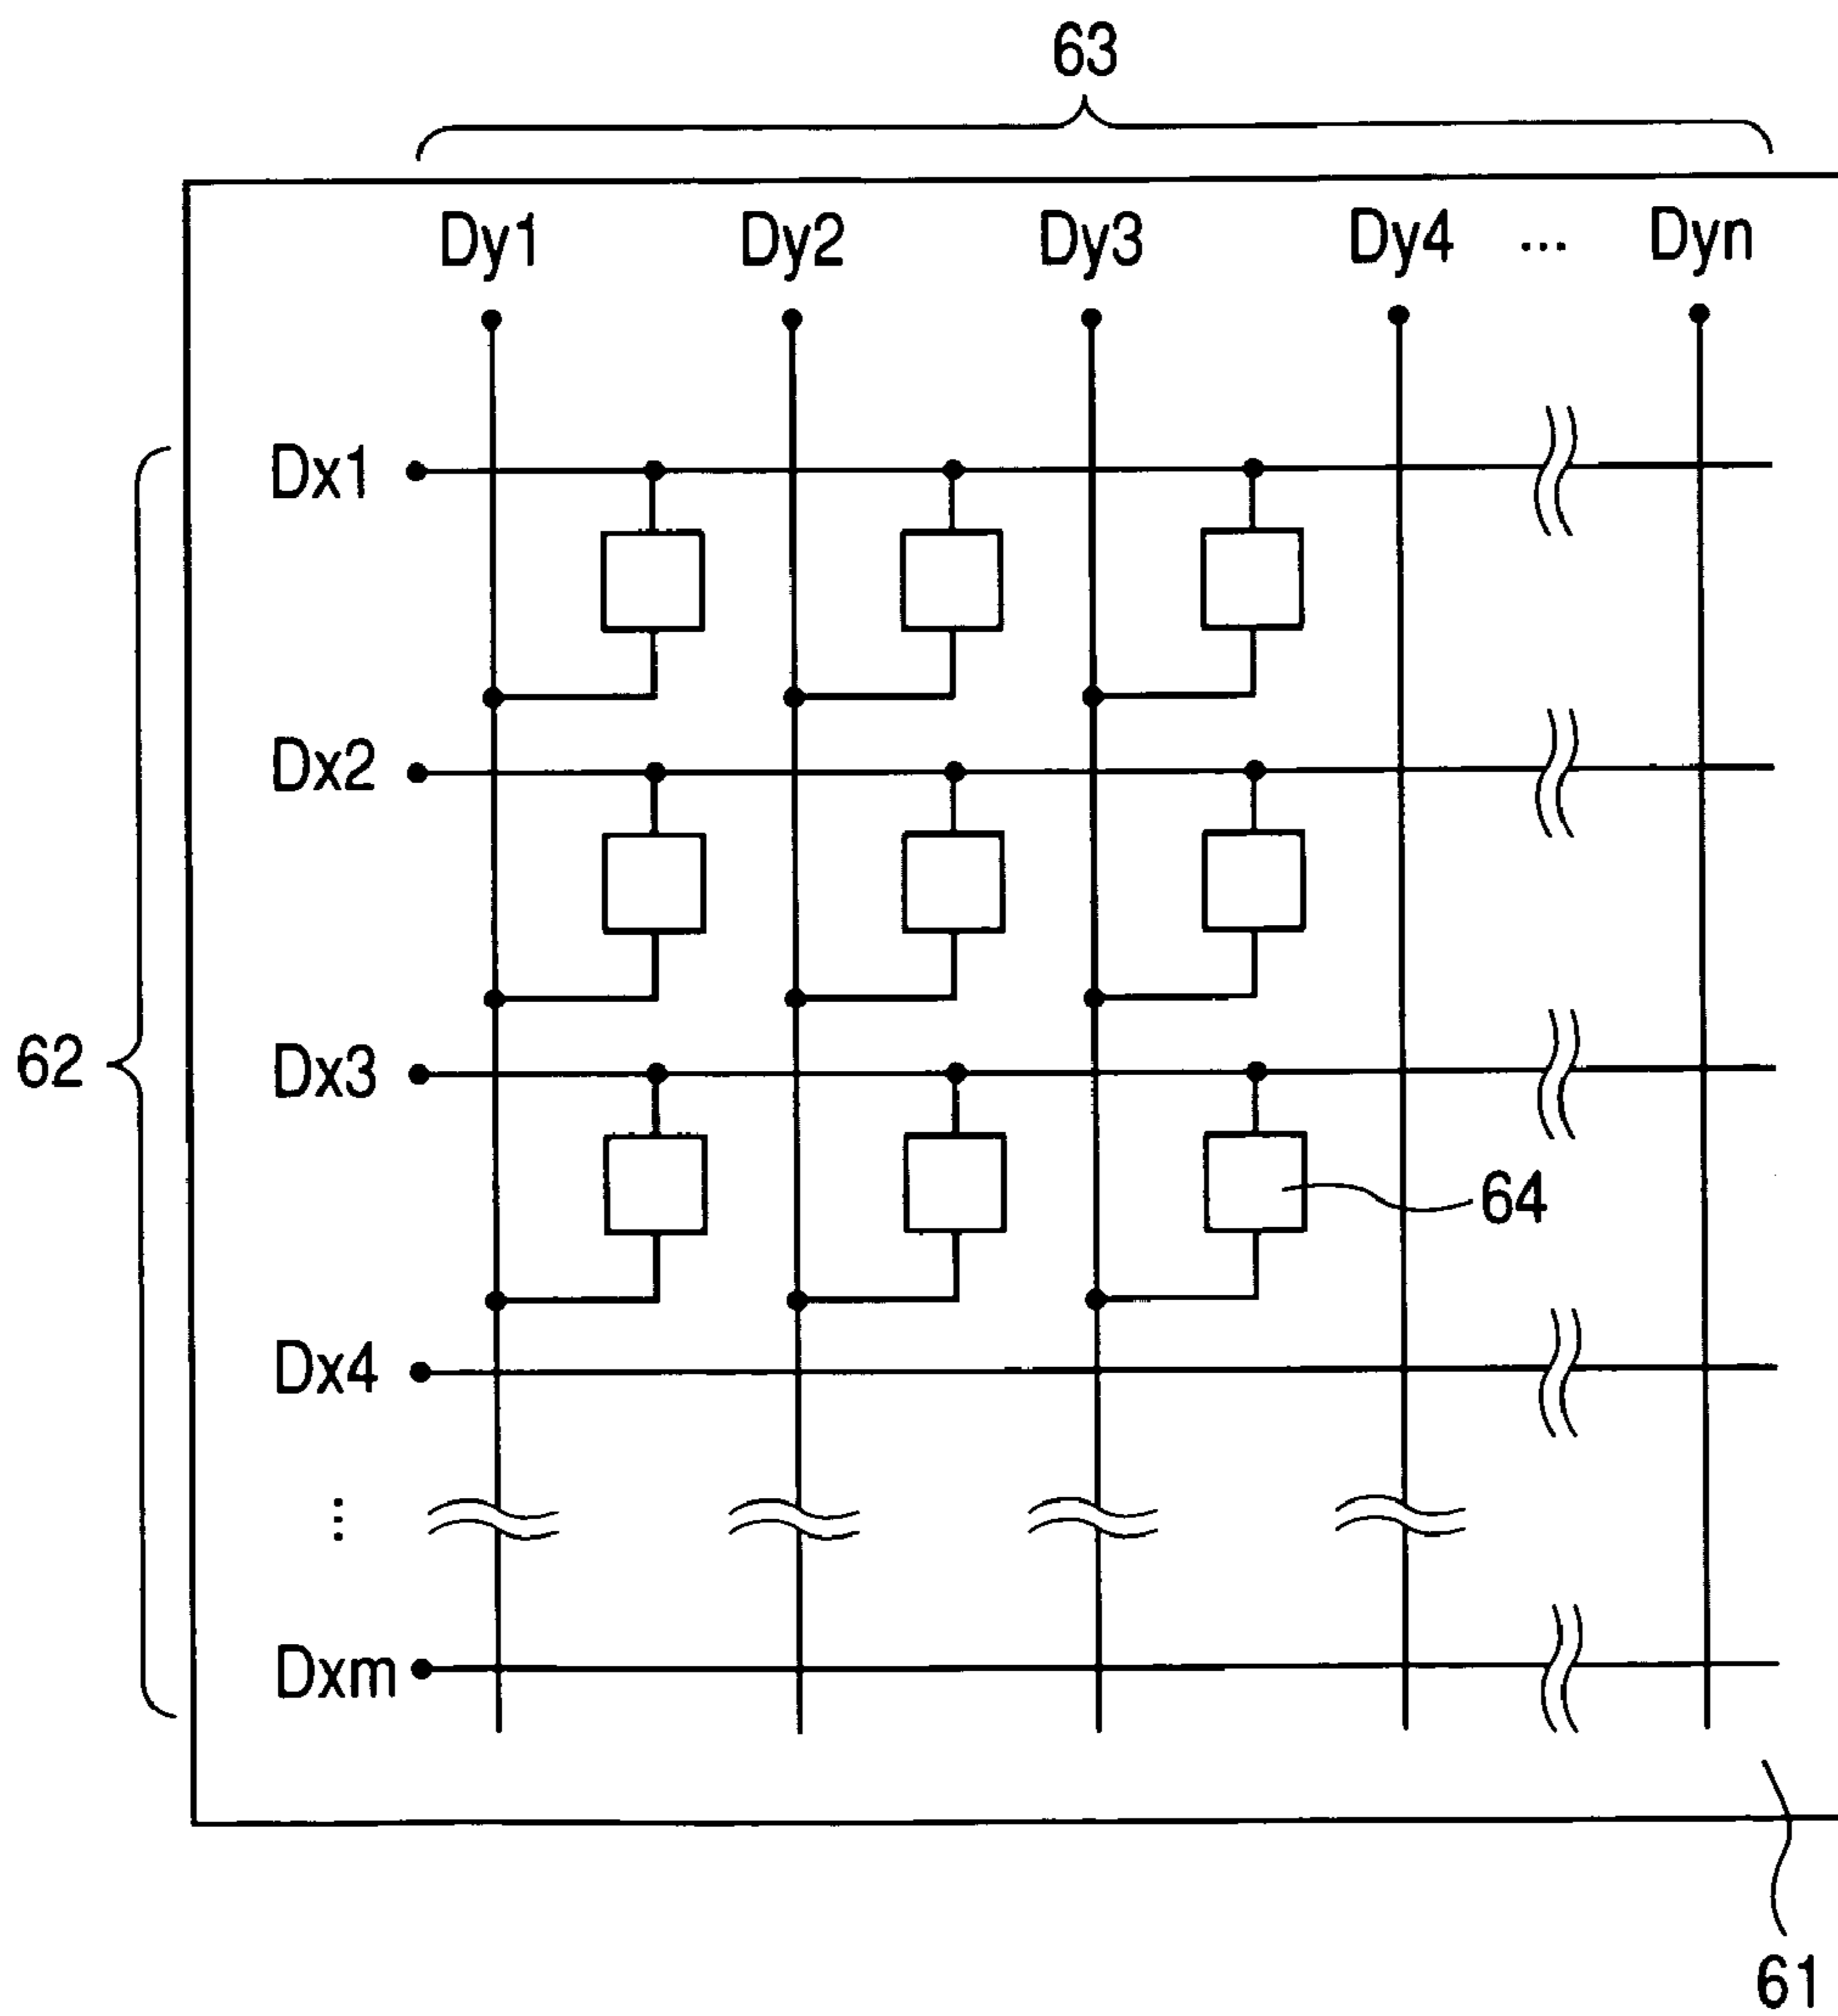 63
Dy1 Dy2 Dy3 Dy4 ... Dyn
Dx1
Dx2
62
Dx3
64
Dx4
⋮
Dxm
61